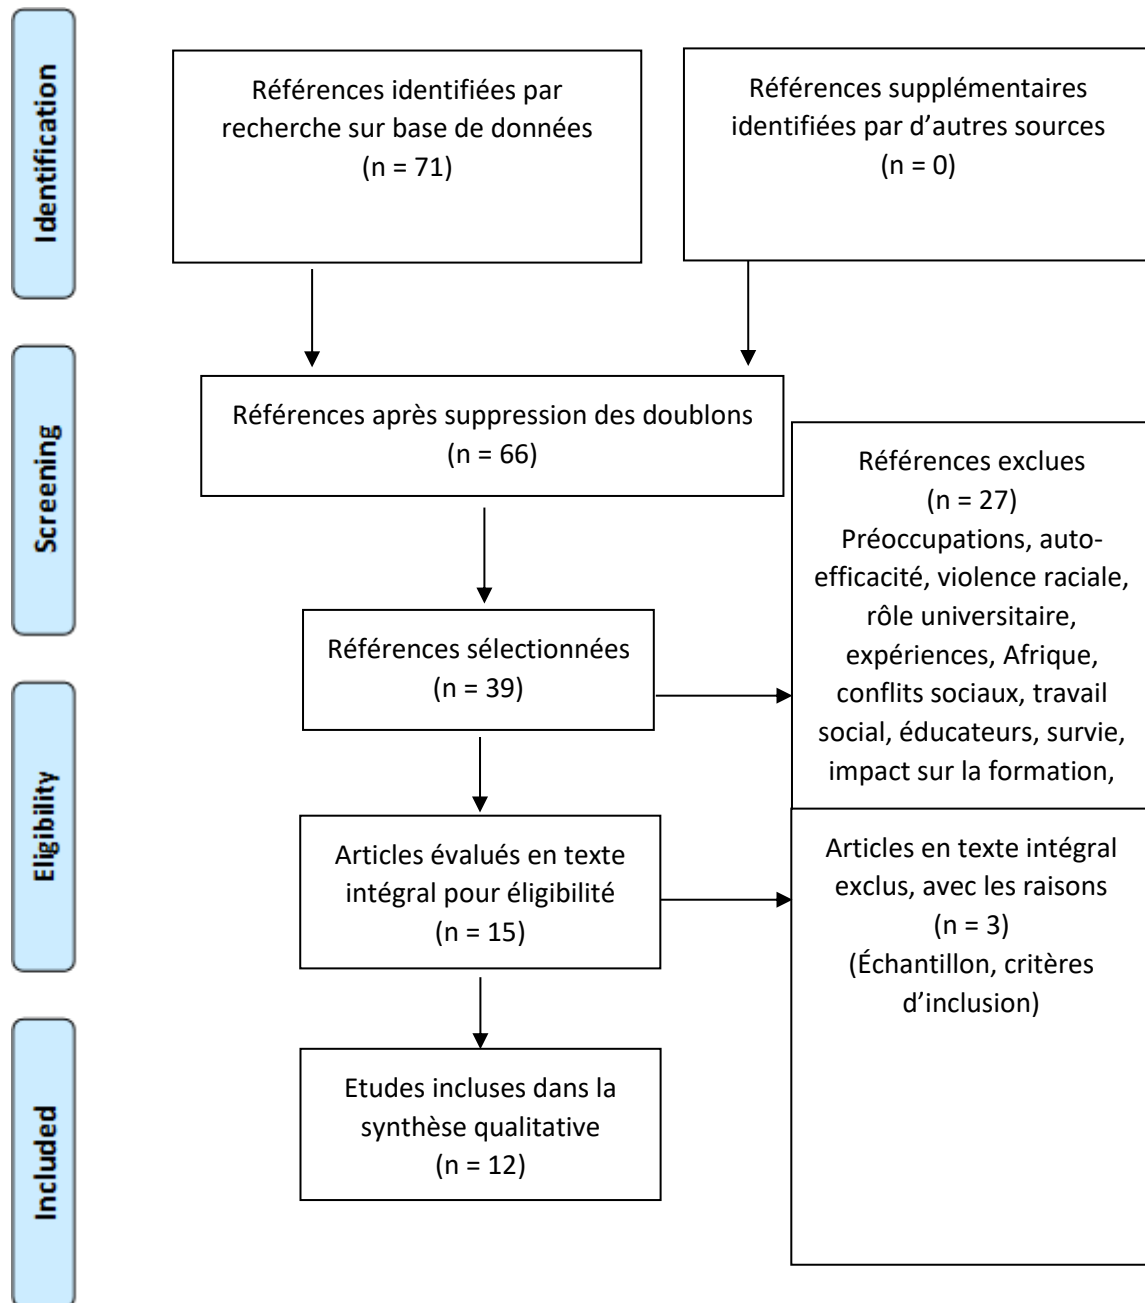 Identification
Références identifiées par
recherche sur base de données
(n = 71)
Références supplémentaires
identifiées par d’autres sources
(n = 0)
Screening
Références après suppression des doublons
(n = 66)
Références exclues
(n = 27)
Préoccupations, auto-
efficacité, violence raciale,
rôle universitaire,
expériences, Afrique,
conflits sociaux, travail
social, éducateurs, survie,
impact sur la formation,
Références sélectionnées
(n = 39)
Eligibility
Articles évalués en texte
intégral pour éligibilité
(n = 15)
Articles en texte intégral
exclus, avec les raisons
(n = 3)
(Échantillon, critères
d’inclusion)
Included
Etudes incluses dans la
synthèse qualitative
(n = 12)